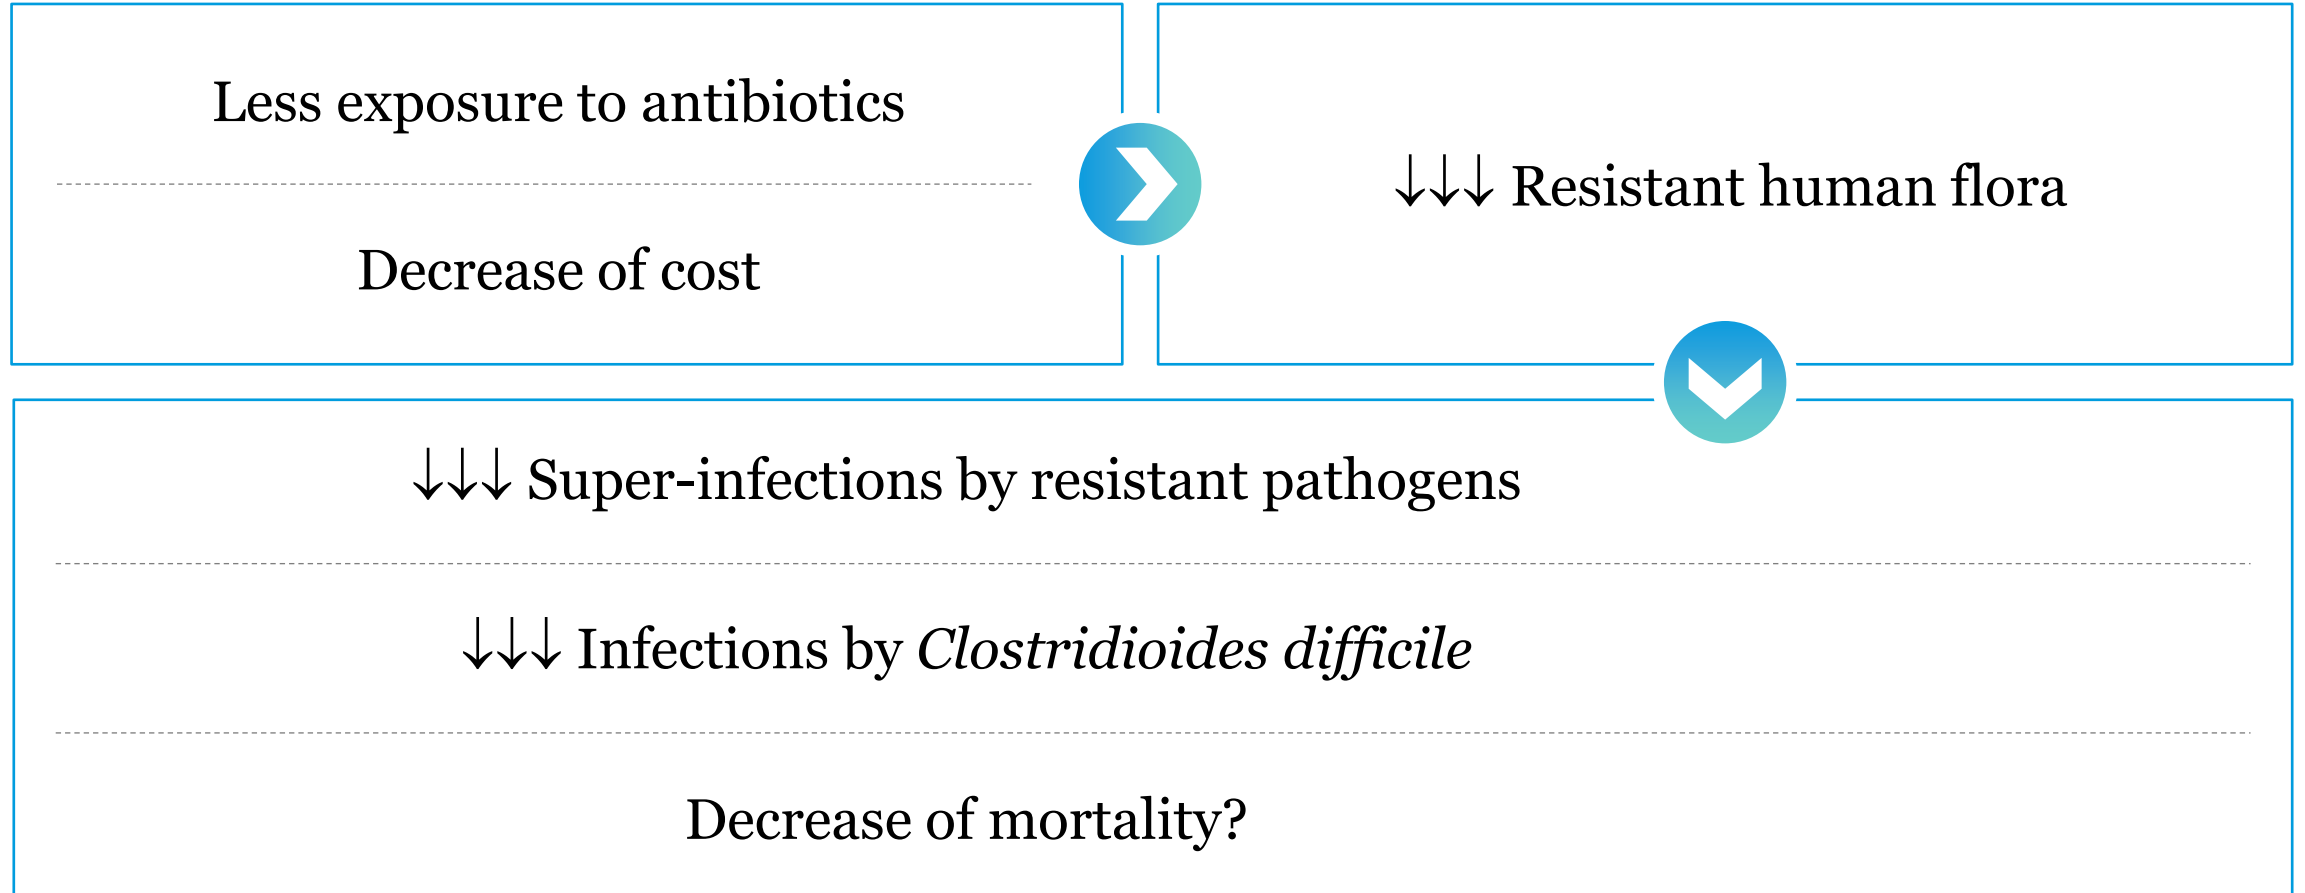 Less exposure to antibiotics
Decrease of cost
↓↓↓ Resistant human flora
↓↓↓ Super-infections by resistant pathogens
↓↓↓ Infections by Clostridioides difficile
Decrease of mortality?